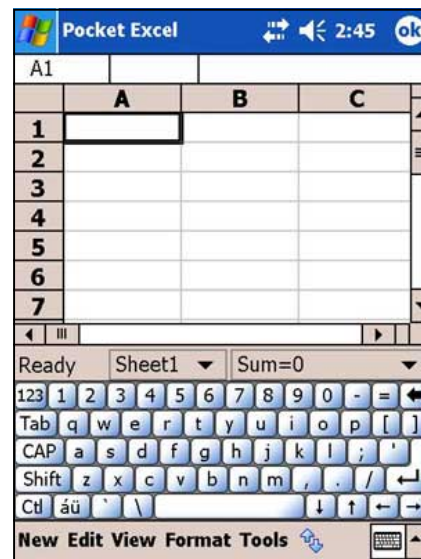 Pocket Excel 2:45 ok
A1
A B C
1
2
3
4
5
6
7
Ready Sheet1 Sum=0
123 1 2 3 4 5 6 7 8 9 0 - =
Tab q w e r t y u i o p [ ]
CAP a s d f g h j k l ; '
Shift z x c v b n m , . /
Ctl áü ` \
New Edit View Format Tools